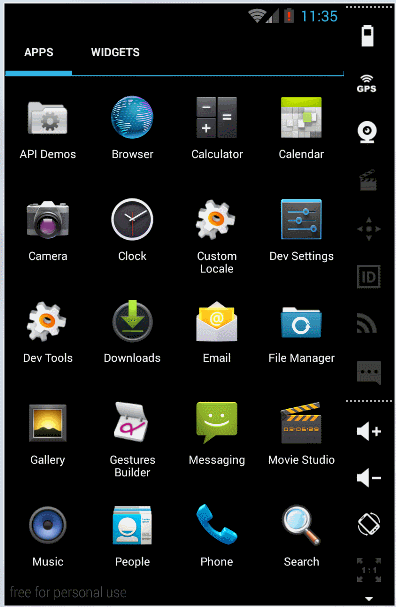 11:35
APPS WIDGETS
GPS
API Demos Browser Calculator Calendar
Camera Clock Custom Locale Dev Settings
ID
Dev Tools Downloads Email File Manager
Gallery Gestures Builder Messaging Movie Studio
Music People Phone Search
1:1
free for personal use